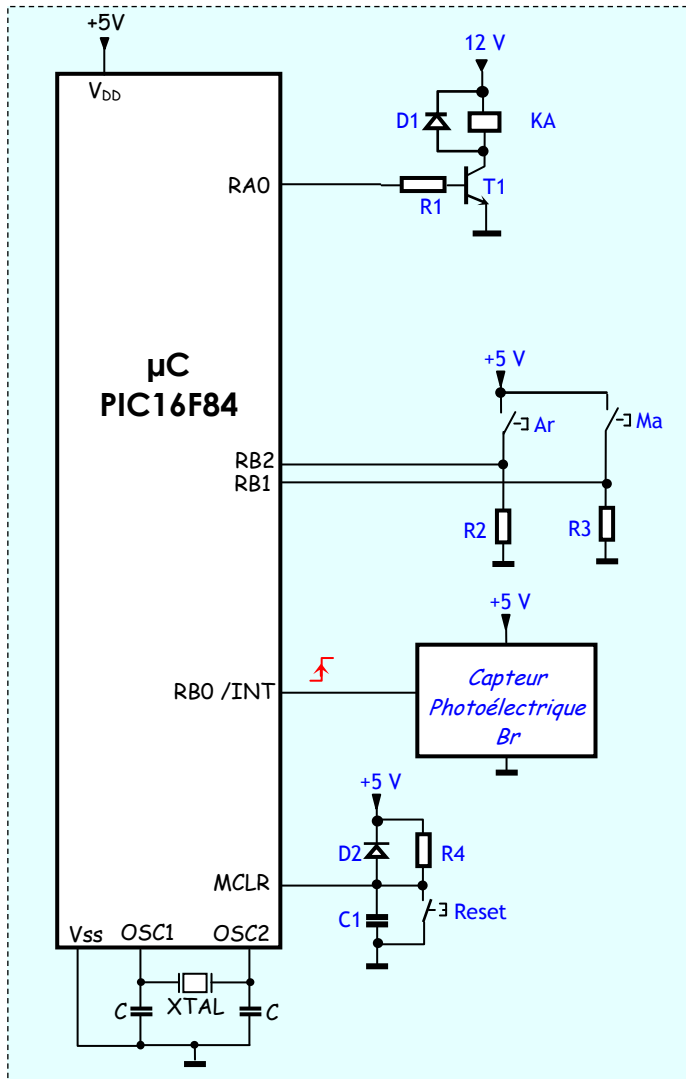 +5V
12 V
V_DD
D1
KA
RA0
R1
T1
µC
PIC16F84
+5 V
Ar
Ma
RB2
RB1
R2
R3
+5 V
RB0 /INT
Capteur
Photoélectrique
Br
+5 V
D2
R4
MCLR
C1
Reset
Vss
OSC1
OSC2
C
XTAL
C